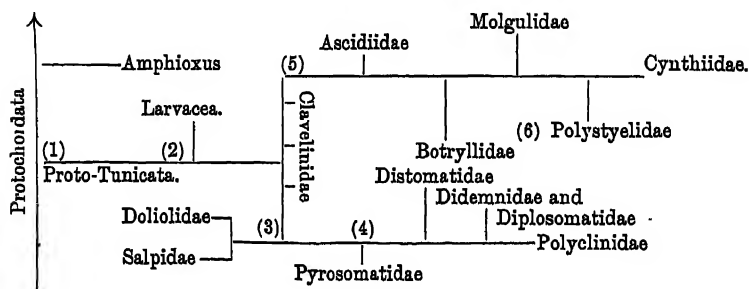 Molgulidae
Ascidiidae
(5)
Cynthiidae.
Amphioxus
Larvacea.
Clavelinidae
(6) Polystyelidae
Protochordata
(1)
(2)
Botryllidae
Proto-Tunicata.
Distomatidae
Didemnidae and
Diplosomatidae
Doliolidae
(3)
(4)
Polyclinidae
Salpidae
Pyrosomatidae